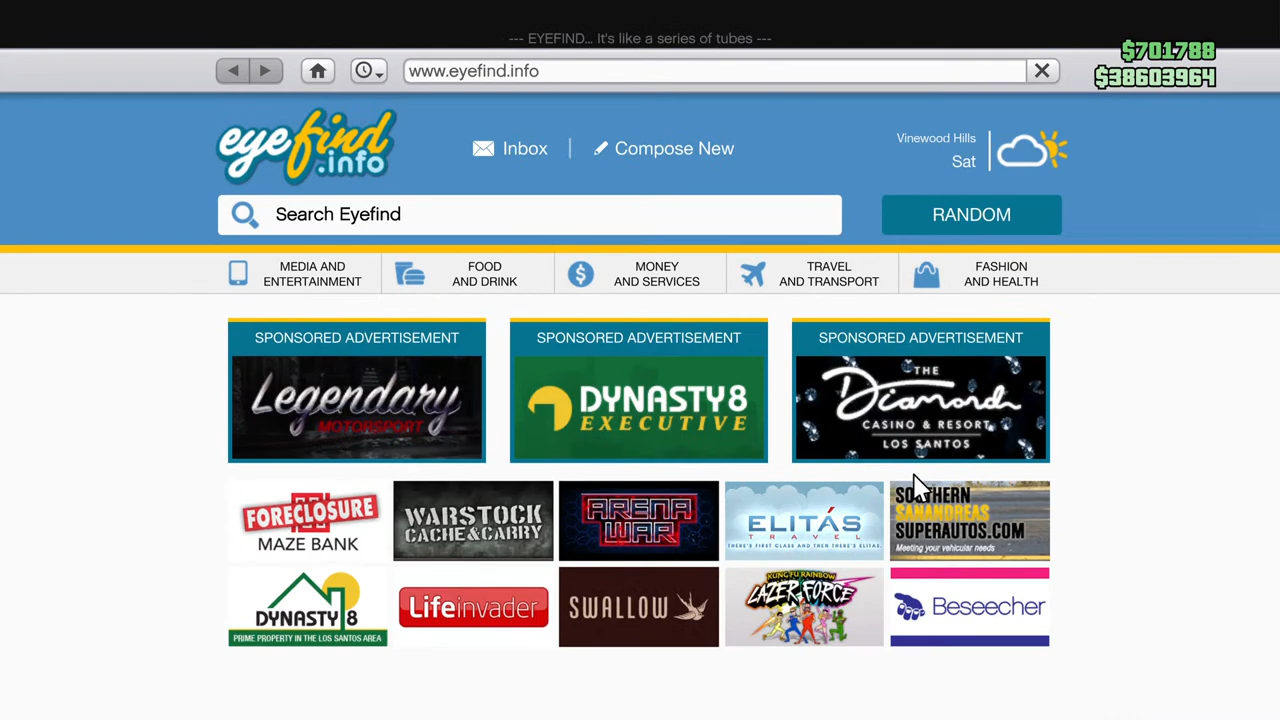 --- EYEFIND... It's like a series of tubes ---
$701788
$38603964
www.eyefind.info
eyefind
.info
Inbox
Compose New
Vinewood Hills
Sat
Search Eyefind
RANDOM
MEDIA AND
ENTERTAINMENT
FOOD
AND DRINK
MONEY
AND SERVICES
TRAVEL
AND TRANSPORT
FASHION
AND HEALTH
SPONSORED ADVERTISEMENT
Legendary
MOTORSPORT
SPONSORED ADVERTISEMENT
DYNASTY8
EXECUTIVE
SPONSORED ADVERTISEMENT
THE
Diamond
CASINO & RESORT
LOS SANTOS
FORECLOSURE
MAZE BANK
WARSTOCK
CACHE&CARRY
ARENA
WAR
ELITÁS
TRAVEL
THERE'S FIRST CLASS AND THEN THERE'S ELITAS.
SOUTHERN
SANANDREAS
SUPERAUTOS.COM
Meeting your vehicular needs
DYNASTY 8
PRIME PROPERTY IN THE LOS SANTOS AREA
Lifeinvader
SWALLOW
KUNG FU RAINBOW
LAZER FORCE
Beseecher